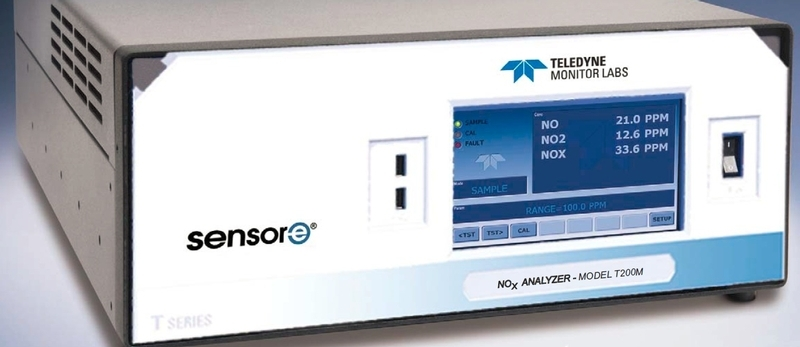 TELEDYNE
MONITOR LABS
SAMPLE
CAL
FAULT
NO 21.0 PPM
NO2 12.6 PPM
NOX 33.6 PPM
SAMPLE
RANGE=100.0 PPM
<TST TST> CAL SETUP
sensore®
NOX ANALYZER - MODEL T200M
T SERIES